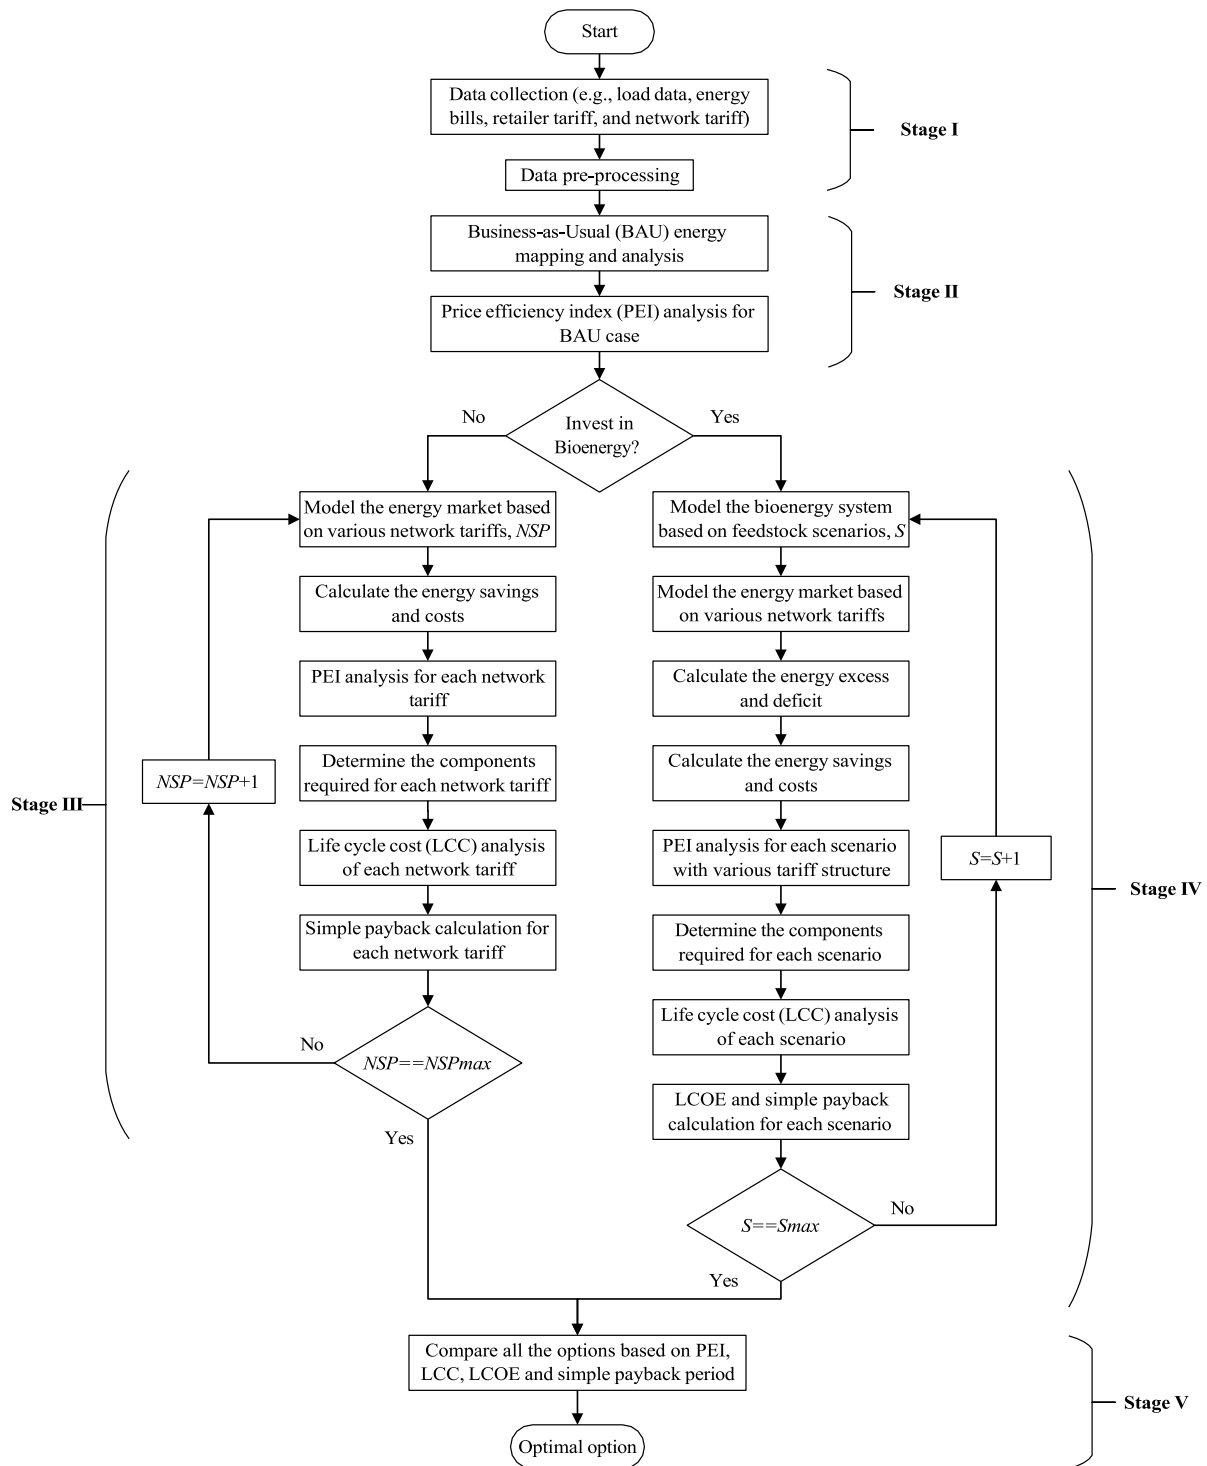 Start
Data collection (e.g., load data, energy
bills, retailer tariff, and network tariff)
Stage I
Data pre-processing
Business-as-Usual (BAU) energy
mapping and analysis
Stage II
Price efficiency index (PEI) analysis for
BAU case
No
Yes
Invest in
Bioenergy?
Model the energy market based
on various network tariffs, NSP
Calculate the energy savings
and costs
PEI analysis for each network
tariff
Determine the components
required for each network tariff
NSP=NSP+1
Stage III
Life cycle cost (LCC) analysis
of each network tariff
Simple payback calculation for
each network tariff
No
NSP==NSPmax
Yes
Model the bioenergy system
based on feedstock scenarios, S
Model the energy market based
on various network tariffs
Calculate the energy excess
and deficit
Calculate the energy savings
and costs
PEI analysis for each scenario
with various tariff structure
S=S+1
Stage IV
Determine the components
required for each scenario
Life cycle cost (LCC) analysis
of each scenario
LCOE and simple payback
calculation for each scenario
No
S==Smax
Yes
Compare all the options based on PEI,
LCC, LCOE and simple payback period
Stage V
Optimal option